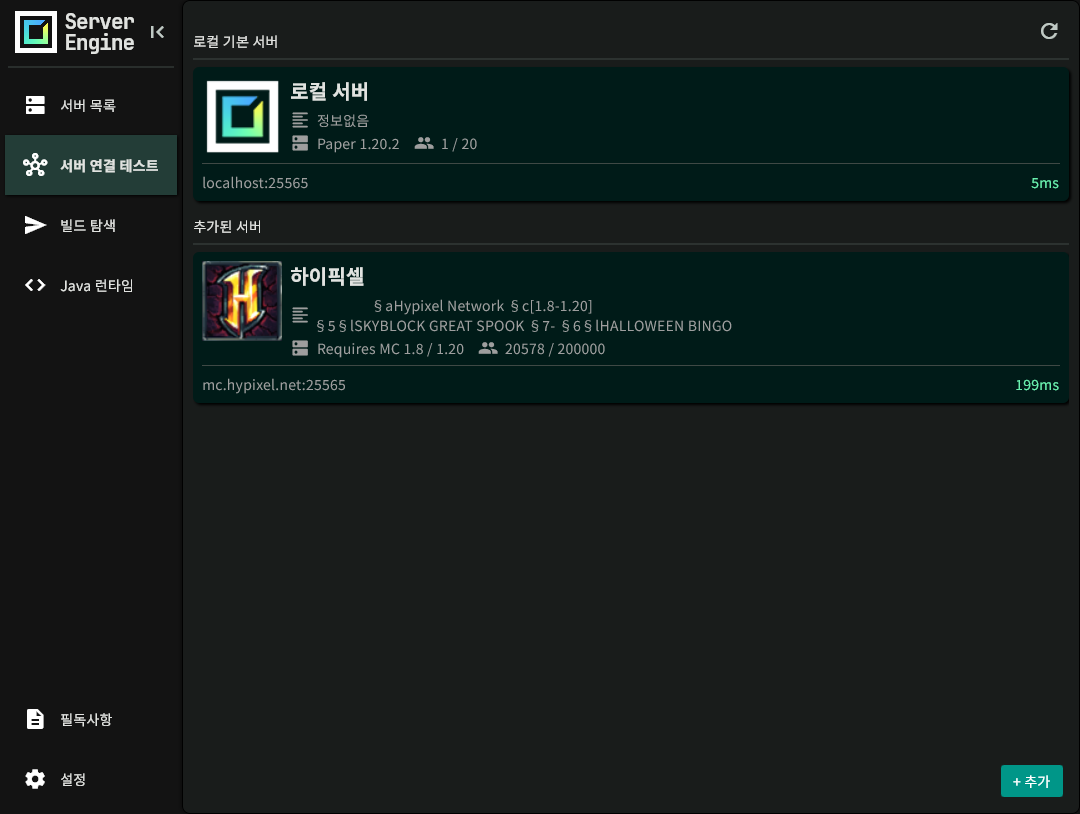 Server
Engine
서버 목록
서버 연결 테스트
빌드 탐색
Java 런타임
필독사항
설정
로컬 기본 서버
로컬 서버
정보없음
Paper 1.20.2 1 / 20
localhost:25565 5ms
추가된 서버
하이픽셀
§aHypixel Network §c[1.8-1.20]
§5§lSKYBLOCK GREAT SPOOK §7- §6§lHALLOWEEN BINGO
Requires MC 1.8 / 1.20 20578 / 200000
mc.hypixel.net:25565 199ms
+ 추가